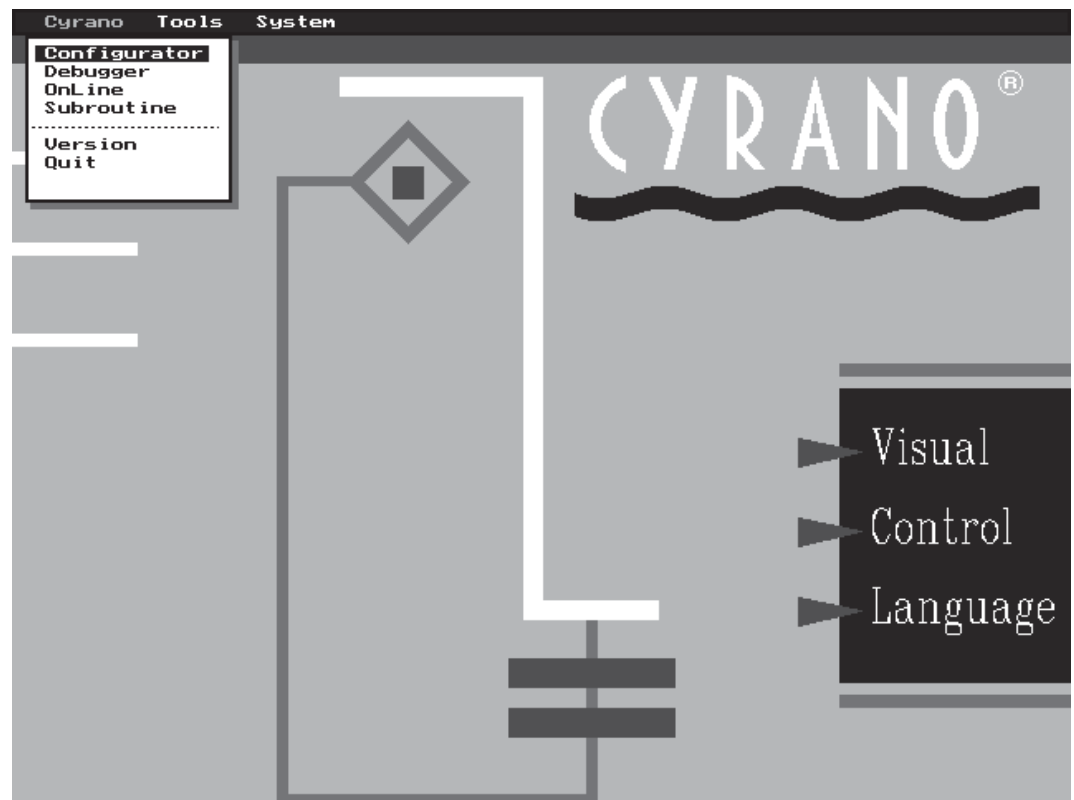 Cyrano Tools System
Configurator
Debugger
OnLine
Subroutine
Version
Quit
CYRANO®
Visual
Control
Language